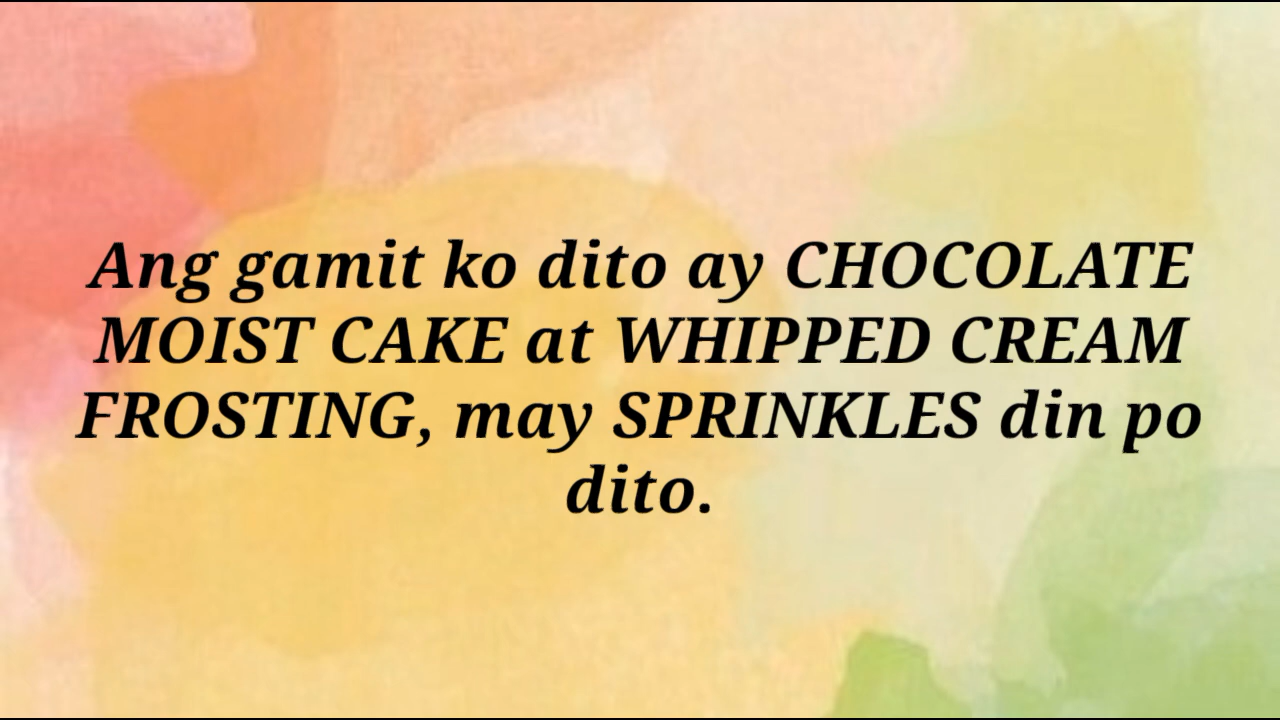 Ang gamit ko dito ay CHOCOLATE
MOIST CAKE at WHIPPED CREAM
FROSTING, may SPRINKLES din po
dito.